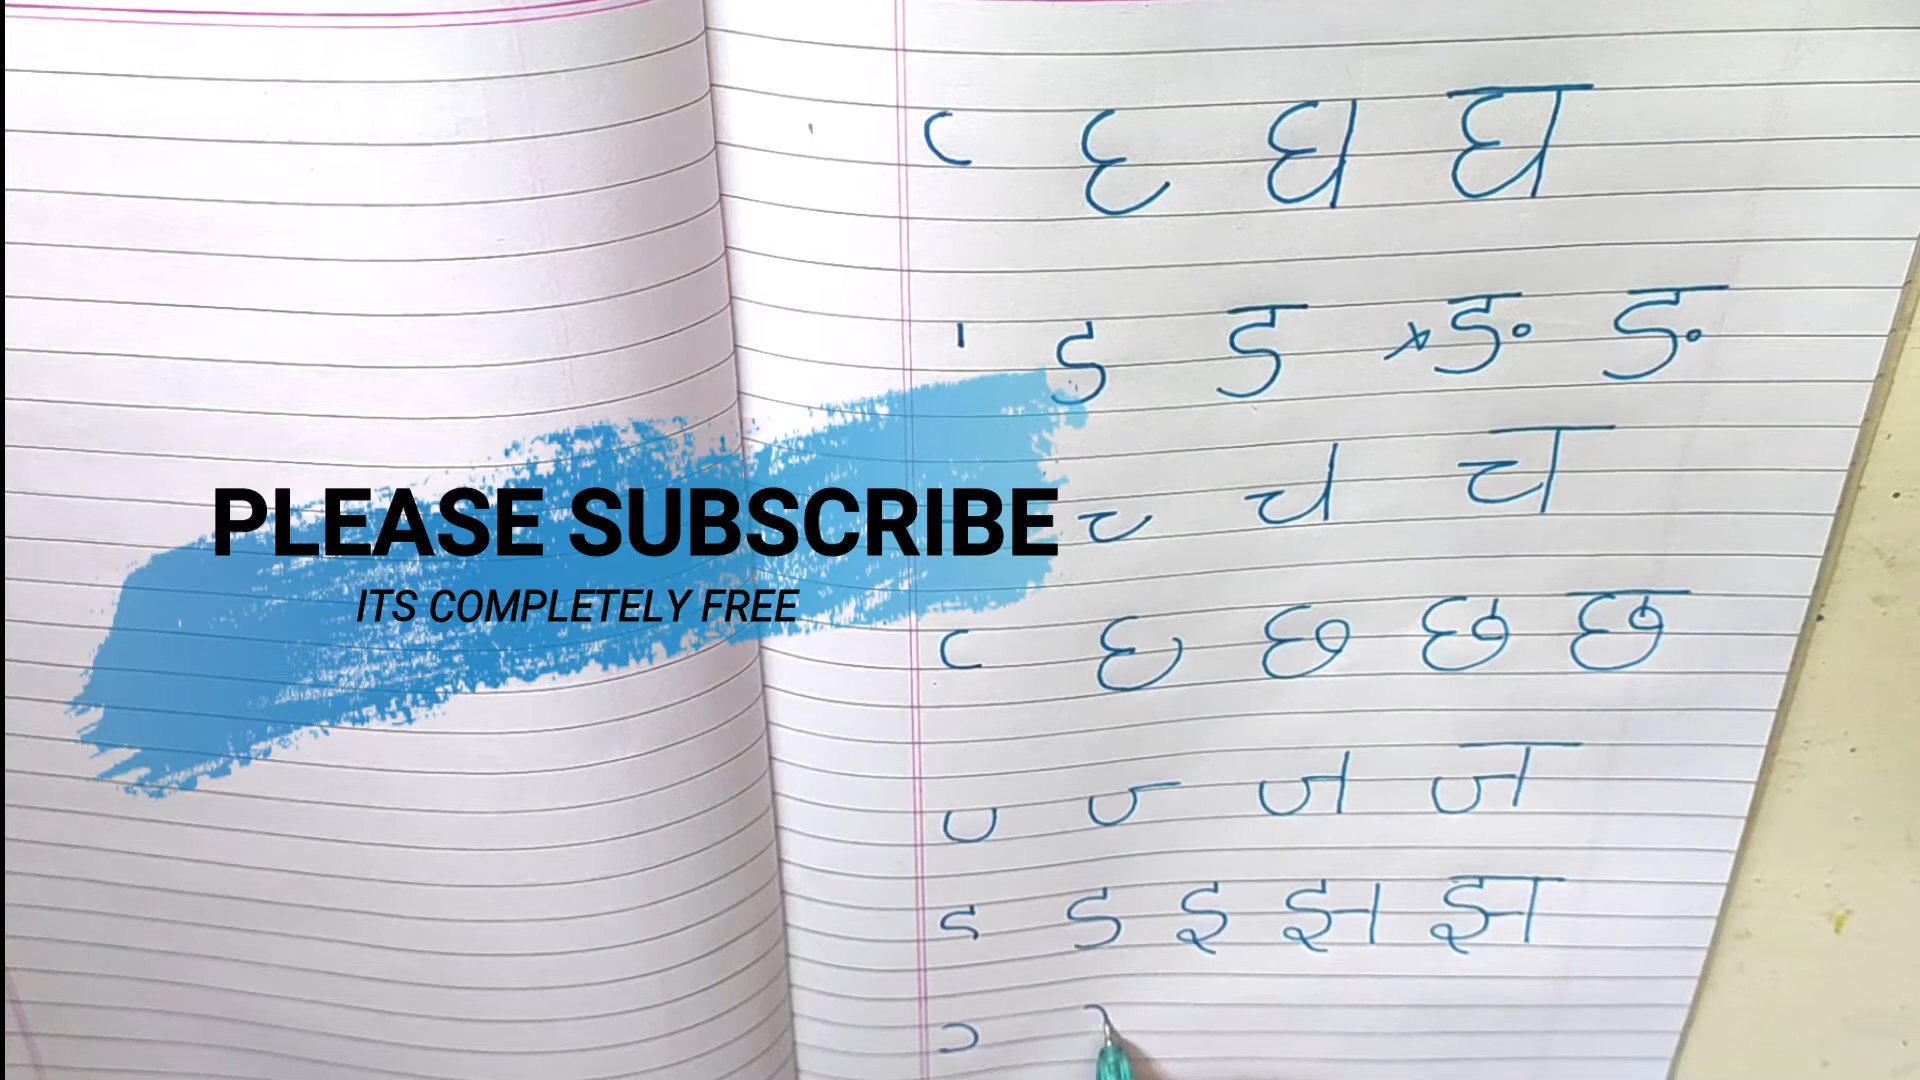 घ घ
ड ड ङ ङ
च च
PLEASE SUBSCRIBE
ITS COMPLETELY FREE
छ छ छ
ज ज
ड इ झ झ